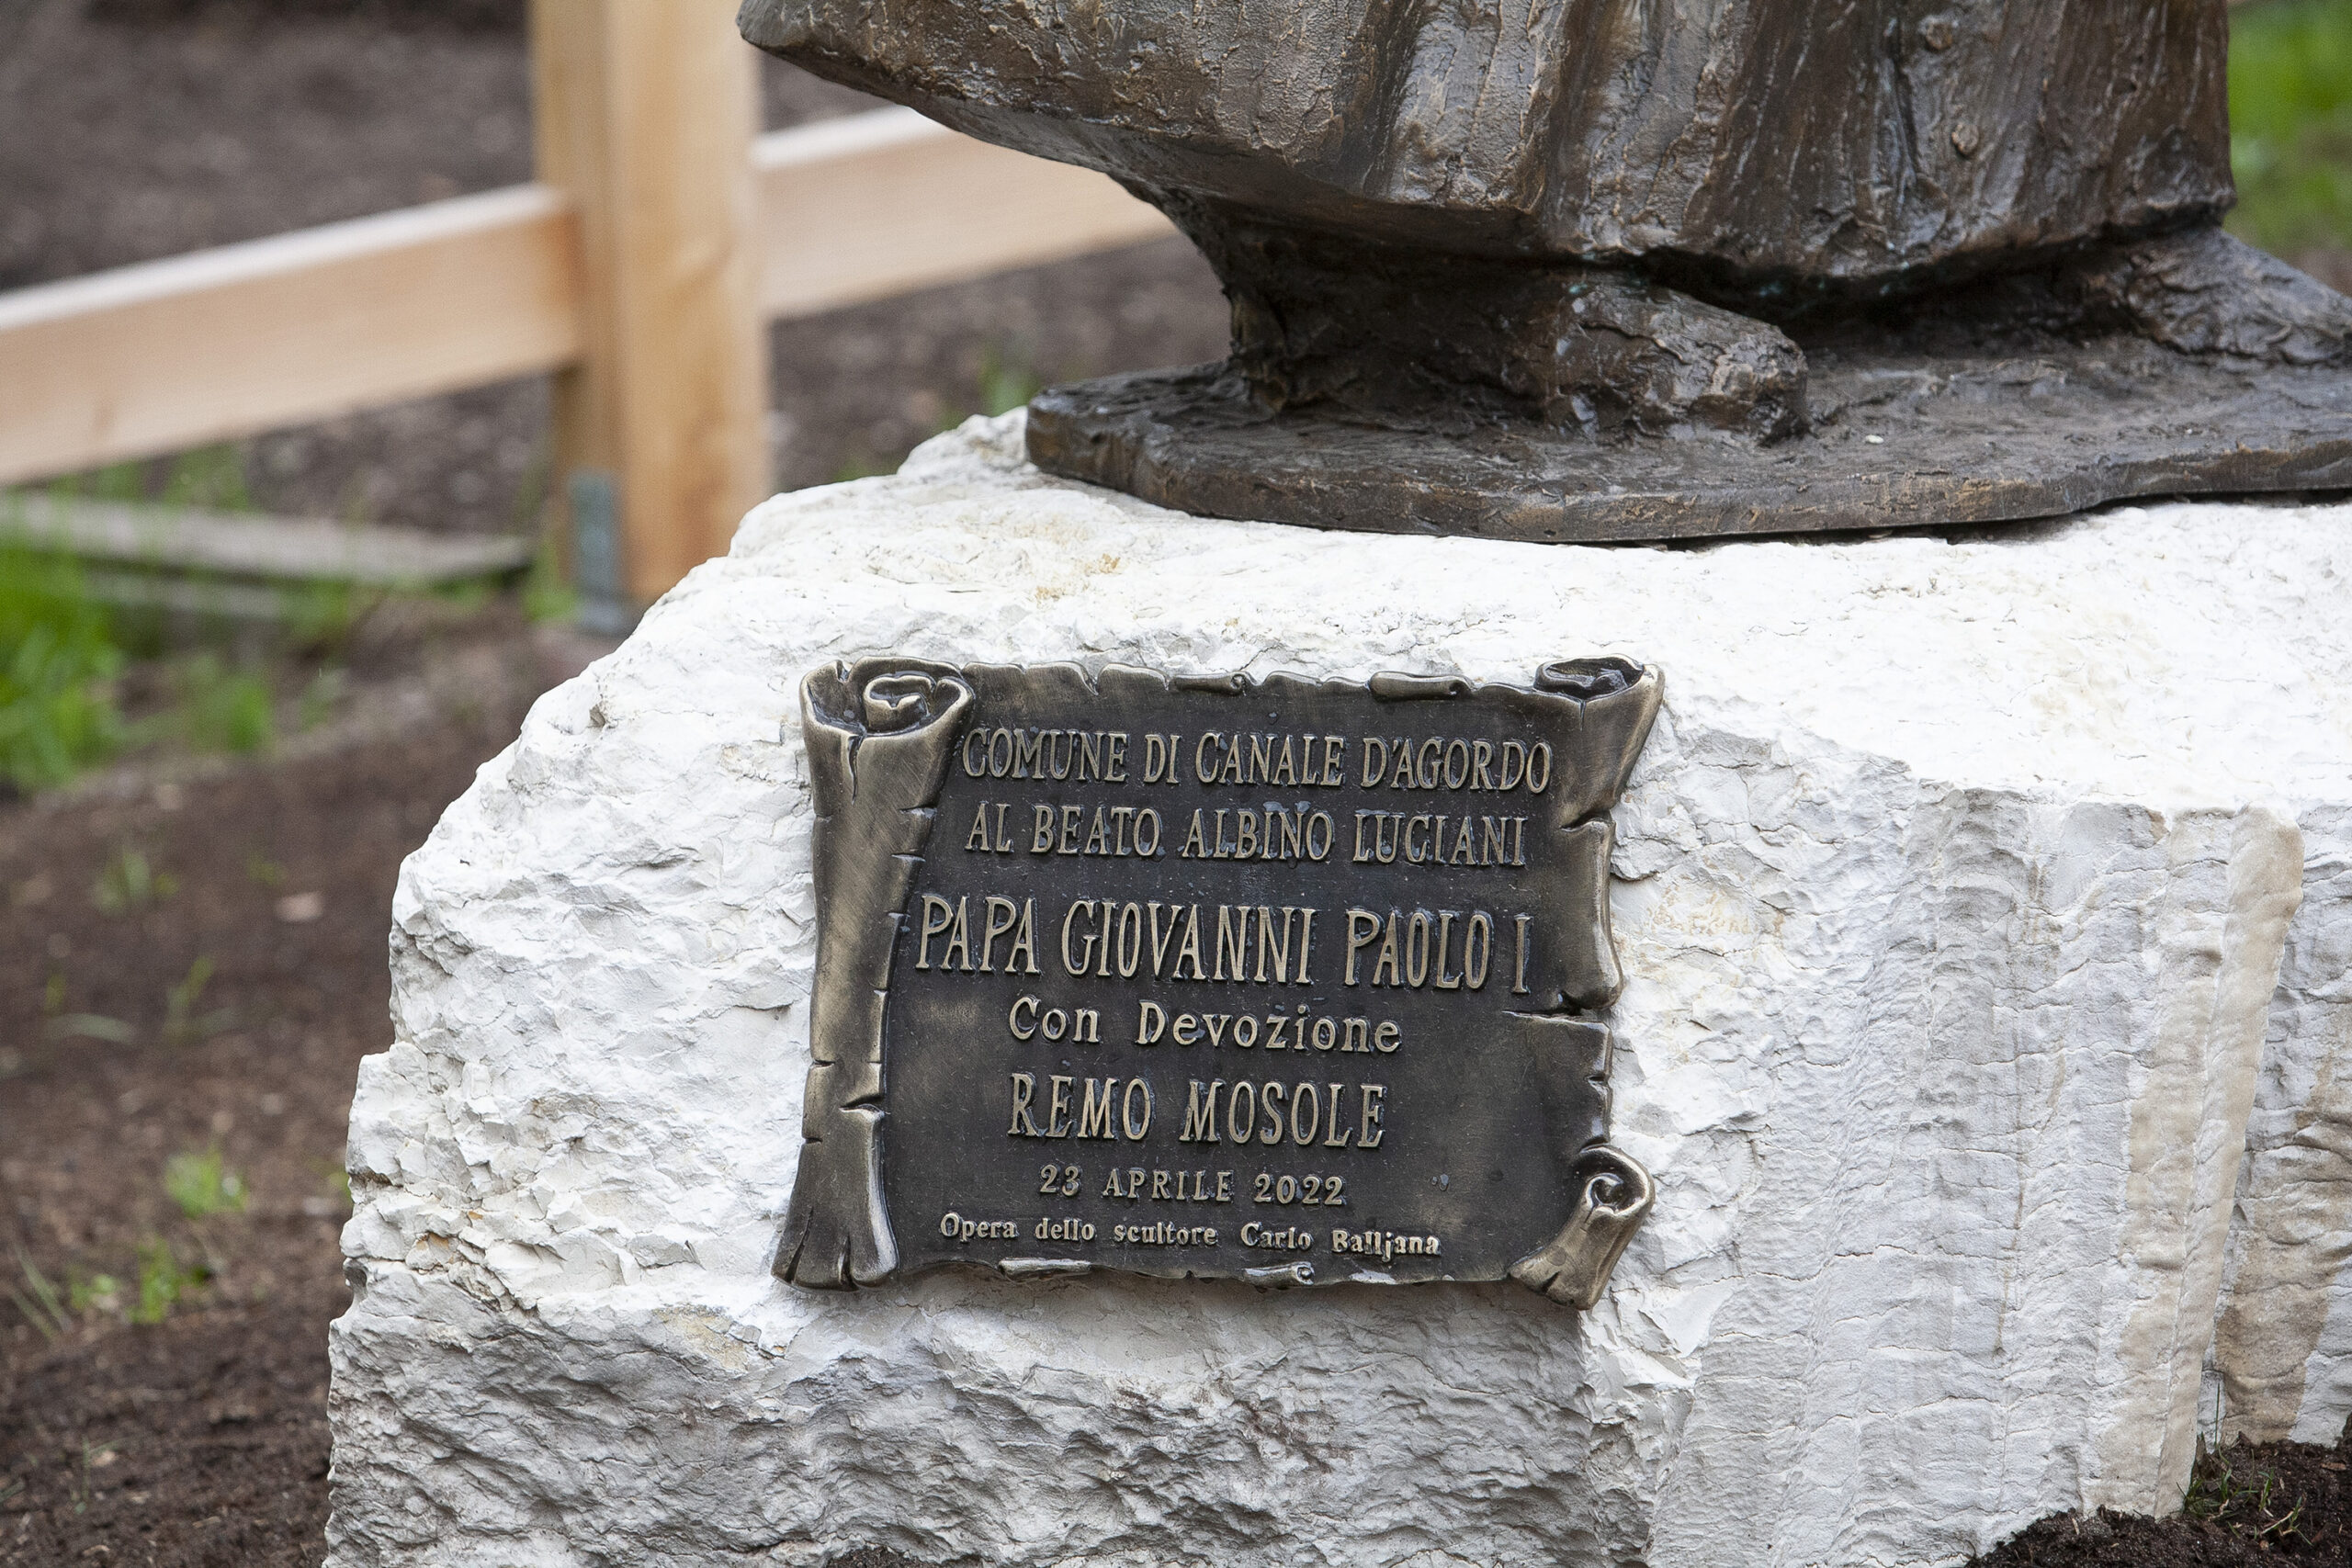 COMUNE DI CANALE D'AGORDO
AL BEATO ALBINO LUCIANI
PAPA GIOVANNI PAOLO I
Con Devozione
REMO MOSOLE
23 APRILE 2022
Opera dello scultore Carlo Balljana